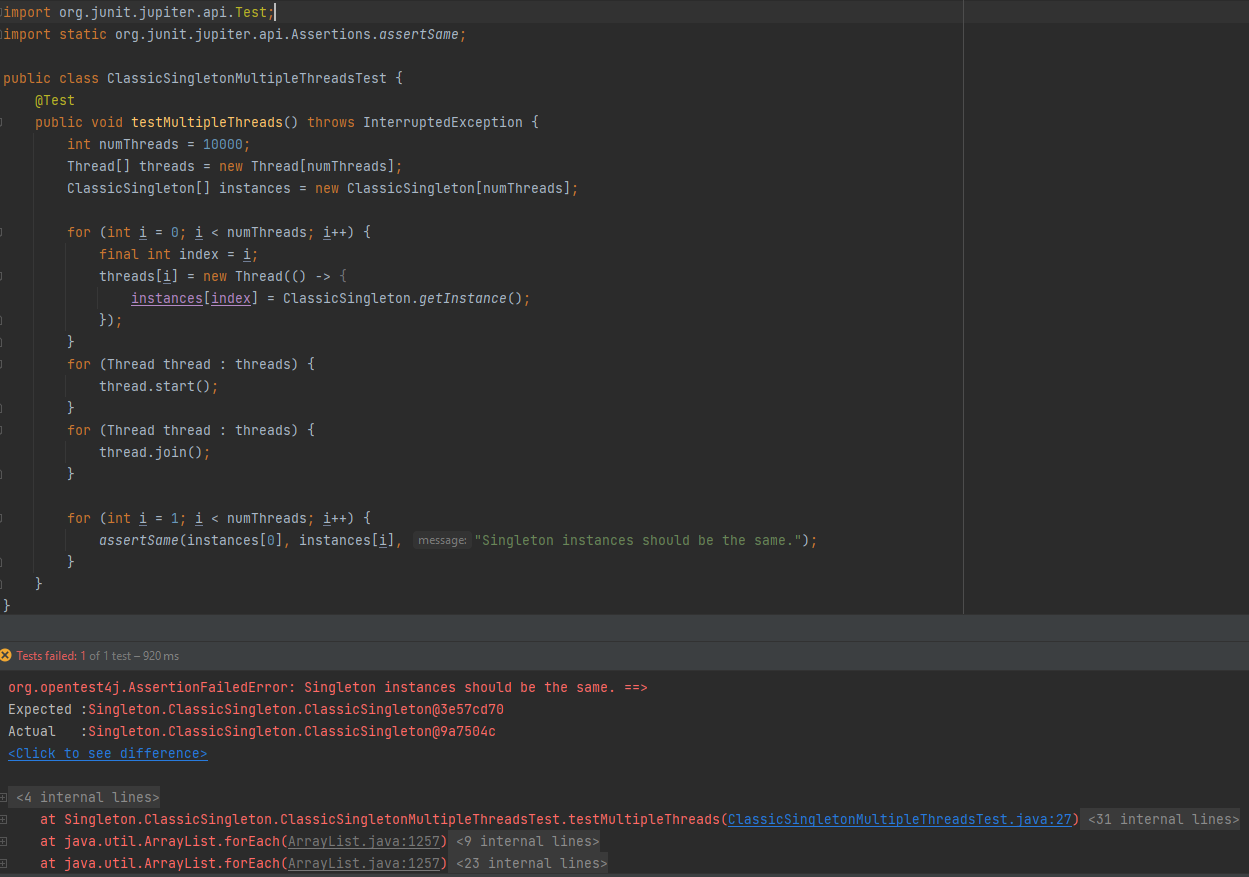 import org.junit.jupiter.api.Test;
import static org.junit.jupiter.api.Assertions.assertSame;
public class ClassicSingletonMultipleThreadsTest {
@Test
public void testMultipleThreads() throws InterruptedException {
int numThreads = 10000;
Thread[] threads = new Thread[numThreads];
ClassicSingleton[] instances = new ClassicSingleton[numThreads];
for (int i = 0; i < numThreads; i++) {
final int index = i;
threads[i] = new Thread(() -> {
instances[index] = ClassicSingleton.getInstance();
});
}
for (Thread thread : threads) {
thread.start();
}
for (Thread thread : threads) {
thread.join();
}
for (int i = 1; i < numThreads; i++) {
assertSame(instances[0], instances[i], message: "Singleton instances should be the same.");
}
}
}
Tests failed: 1 of 1 test – 920 ms
org.opentest4j.AssertionFailedError: Singleton instances should be the same. ==>
Expected :Singleton.ClassicSingleton.ClassicSingleton@3e57cd70
Actual   :Singleton.ClassicSingleton.ClassicSingleton@9a7504c
<Click to see difference>
<4 internal lines>
at Singleton.ClassicSingleton.ClassicSingletonMultipleThreadsTest.testMultipleThreads(ClassicSingletonMultipleThreadsTest.java:27) <31 internal lines>
at java.util.ArrayList.forEach(ArrayList.java:1257) <9 internal lines>
at java.util.ArrayList.forEach(ArrayList.java:1257) <23 internal lines>